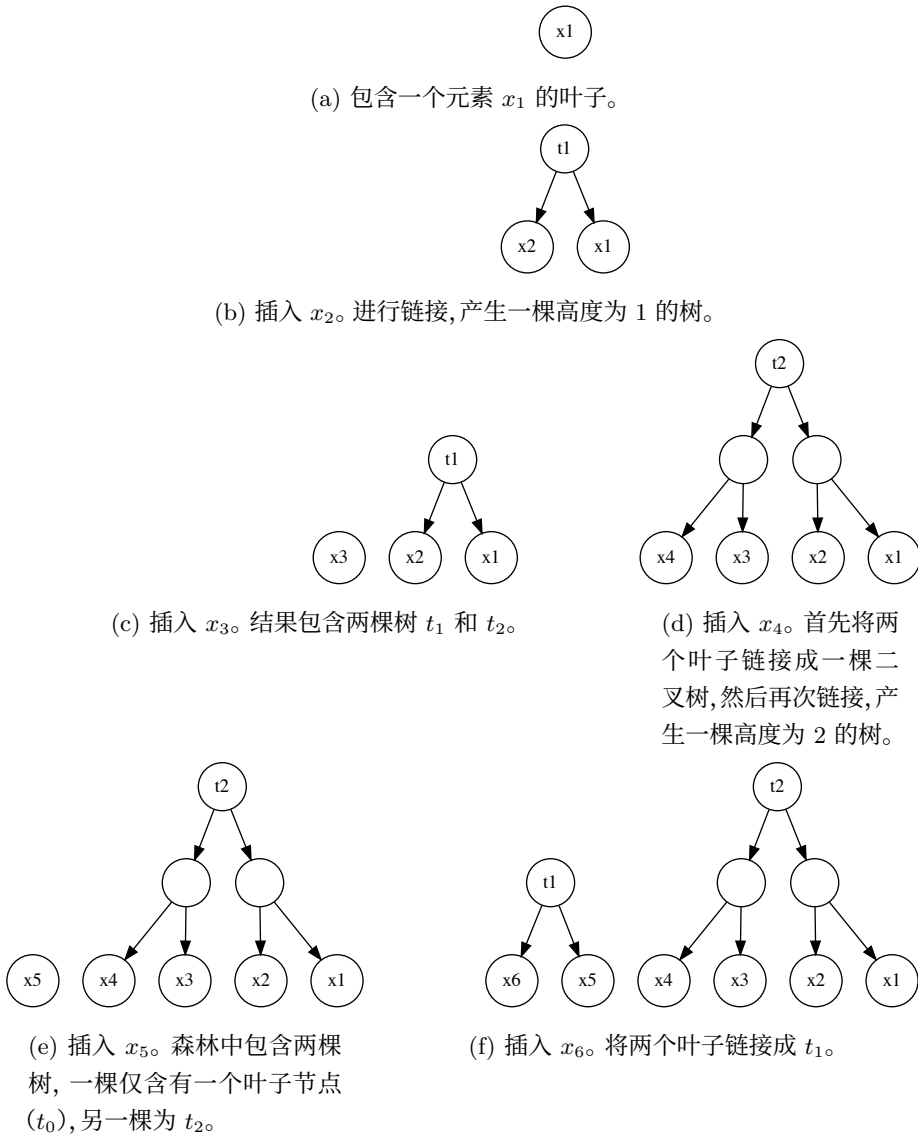 x1
(a) 包含一个元素 x₁ 的叶子。
t1
x2 x1
(b) 插入 x₂。进行链接,产生一棵高度为 1 的树。
t2
t1
x3 x2 x1 x4 x3 x2 x1
(c) 插入 x₃。结果包含两棵树 t₁ 和 t₂。
(d) 插入 x₄。首先将两
个叶子链接成一棵二
叉树,然后再次链接,产
生一棵高度为 2 的树。
t2 t2
t1
x5 x4 x3 x2 x1 x6 x5 x4 x3 x2 x1
(e) 插入 x₅。森林中包含两棵
树, 一棵仅含有一个叶子节点
(t₀),另一棵为 t₂。
(f) 插入 x₆。将两个叶子链接成 t₁。